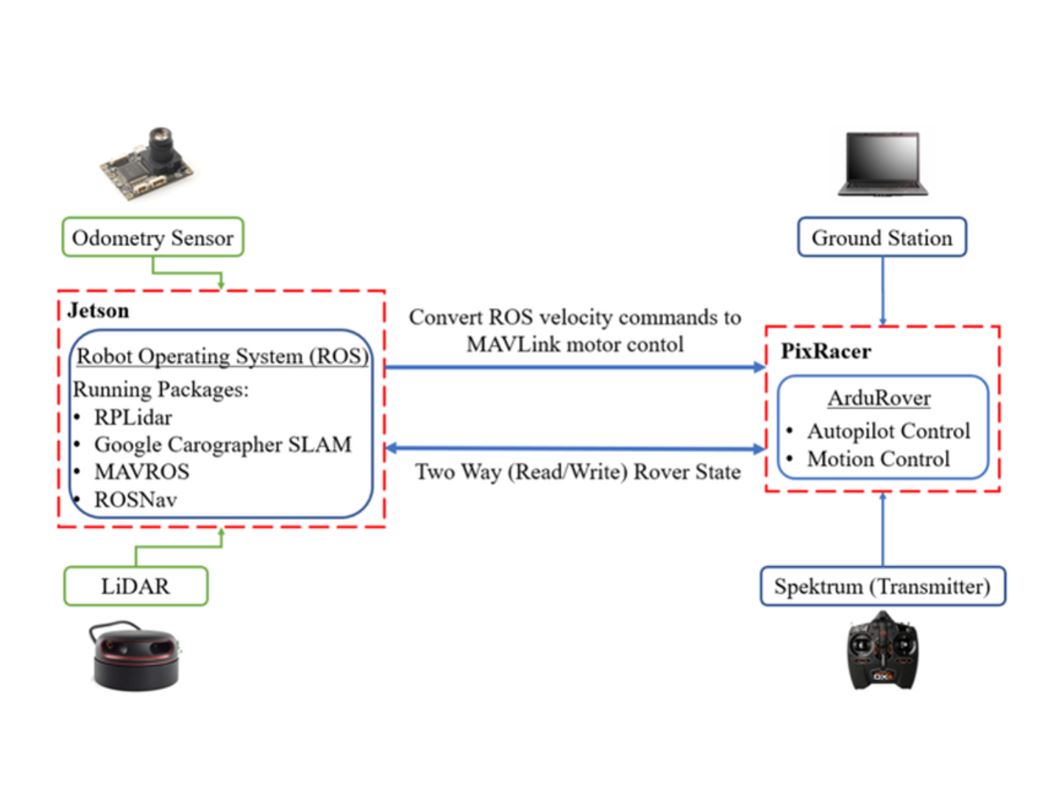 Odometry Sensor
Ground Station
Jetson
Robot Operating System (ROS)
Running Packages:
• RPLidar
• Google Carographer SLAM
• MAVROS
• ROSNav
Convert ROS velocity commands to
MAVLink motor contol
Two Way (Read/Write) Rover State
PixRacer
ArduRover
• Autopilot Control
• Motion Control
LiDAR
Spektrum (Transmitter)